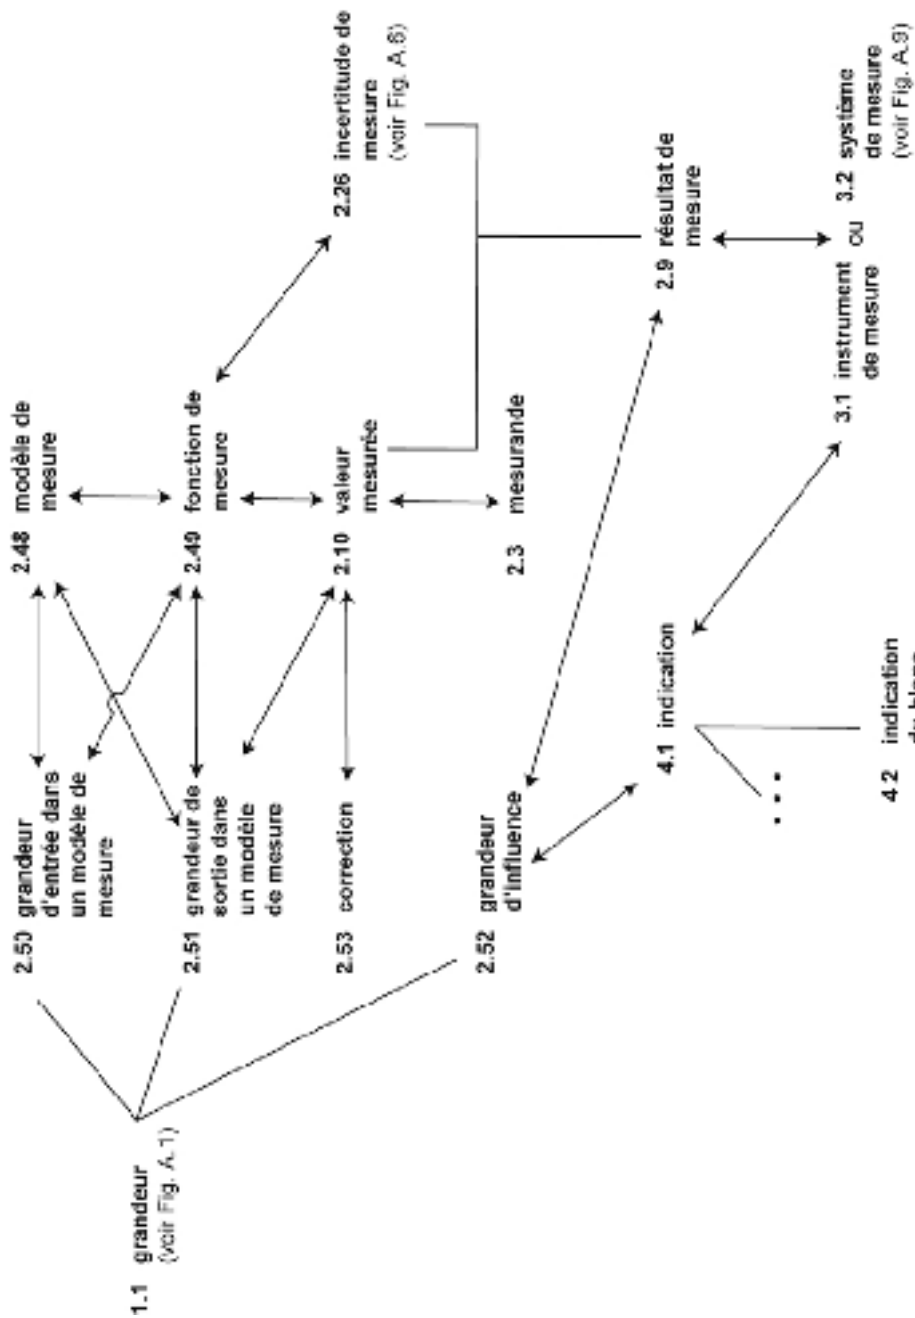 1.1 grandeur
(voir Fig. A.1)
2.50 grandeur
d'entrée dans
un modèle de
mesure
2.51 grandeur de
sortie dans
un modèle
de mesure
2.53 correction
2.52 grandeur
d'influence
2.48 modèle de
mesure
2.49 fonction de
mesure
2.10 valeur
mesurée
2.3 mesurande
4.1 indication
...
4.2 indication
2.26 incertitude de
mesure
(voir Fig. A.6)
2.9 résultat de
mesure
3.1 instrument
de mesure
ou
3.2 système
de mesure
(voir Fig. A.9)